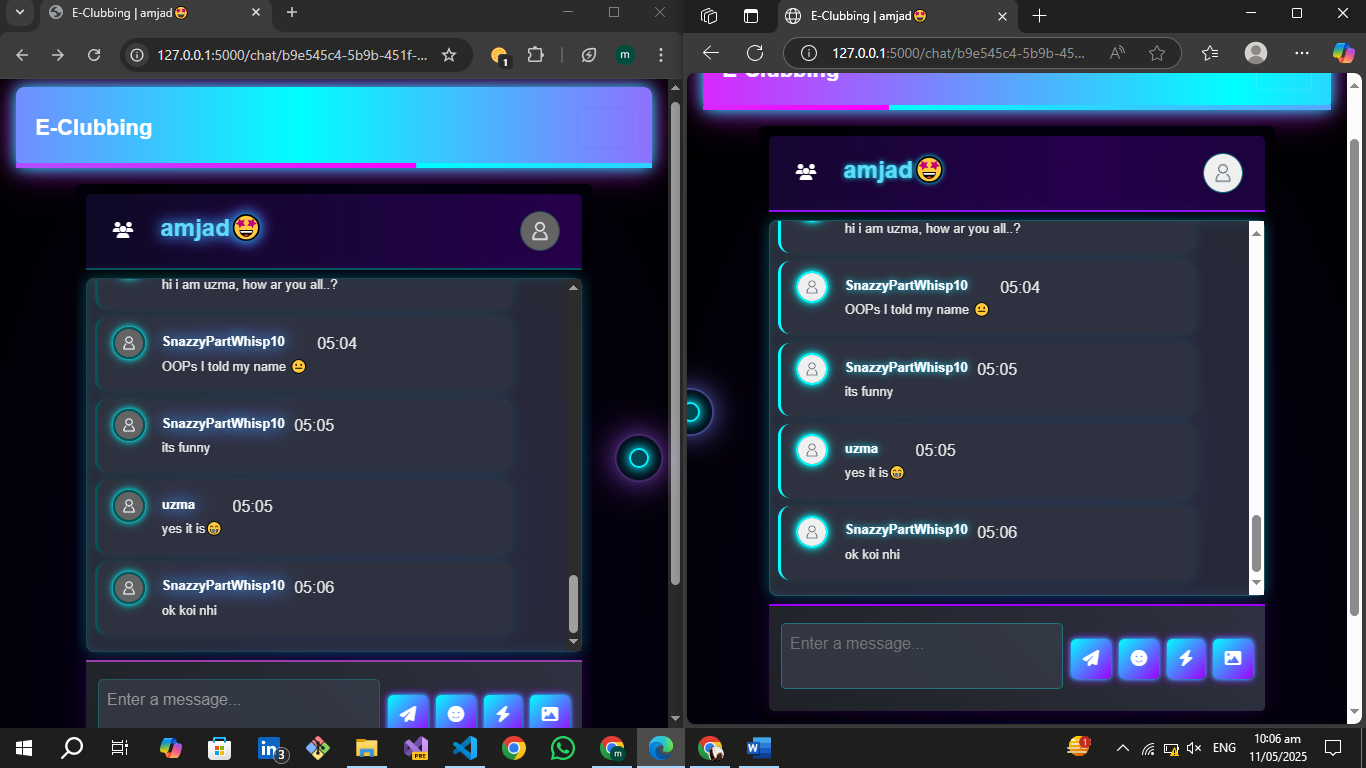 E-Clubbing | amjad🤩
E-Clubbing | amjad🤩
127.0.0.1:5000/chat/b9e545c4-5b9b-451f-...
1
m
127.0.0.1:5000/chat/b9e545c4-5b9b-45...
E-Clubbing
amjad🤩
hi i am uzma, how ar you all..?
SnazzyPartWhisp10 05:04
OOPs I told my name 😐
SnazzyPartWhisp10 05:05
its funny
uzma 05:05
yes it is😁
SnazzyPartWhisp10 05:06
ok koi nhi
Enter a message...
E-Clubbing
amjad🤩
hi i am uzma, how ar you all..?
SnazzyPartWhisp10 05:04
OOPs I told my name 😐
SnazzyPartWhisp10 05:05
its funny
uzma 05:05
yes it is😁
SnazzyPartWhisp10 05:06
ok koi nhi
Enter a message...
in
3
PRE
m
W
1
ENG
10:06 am
11/05/2025